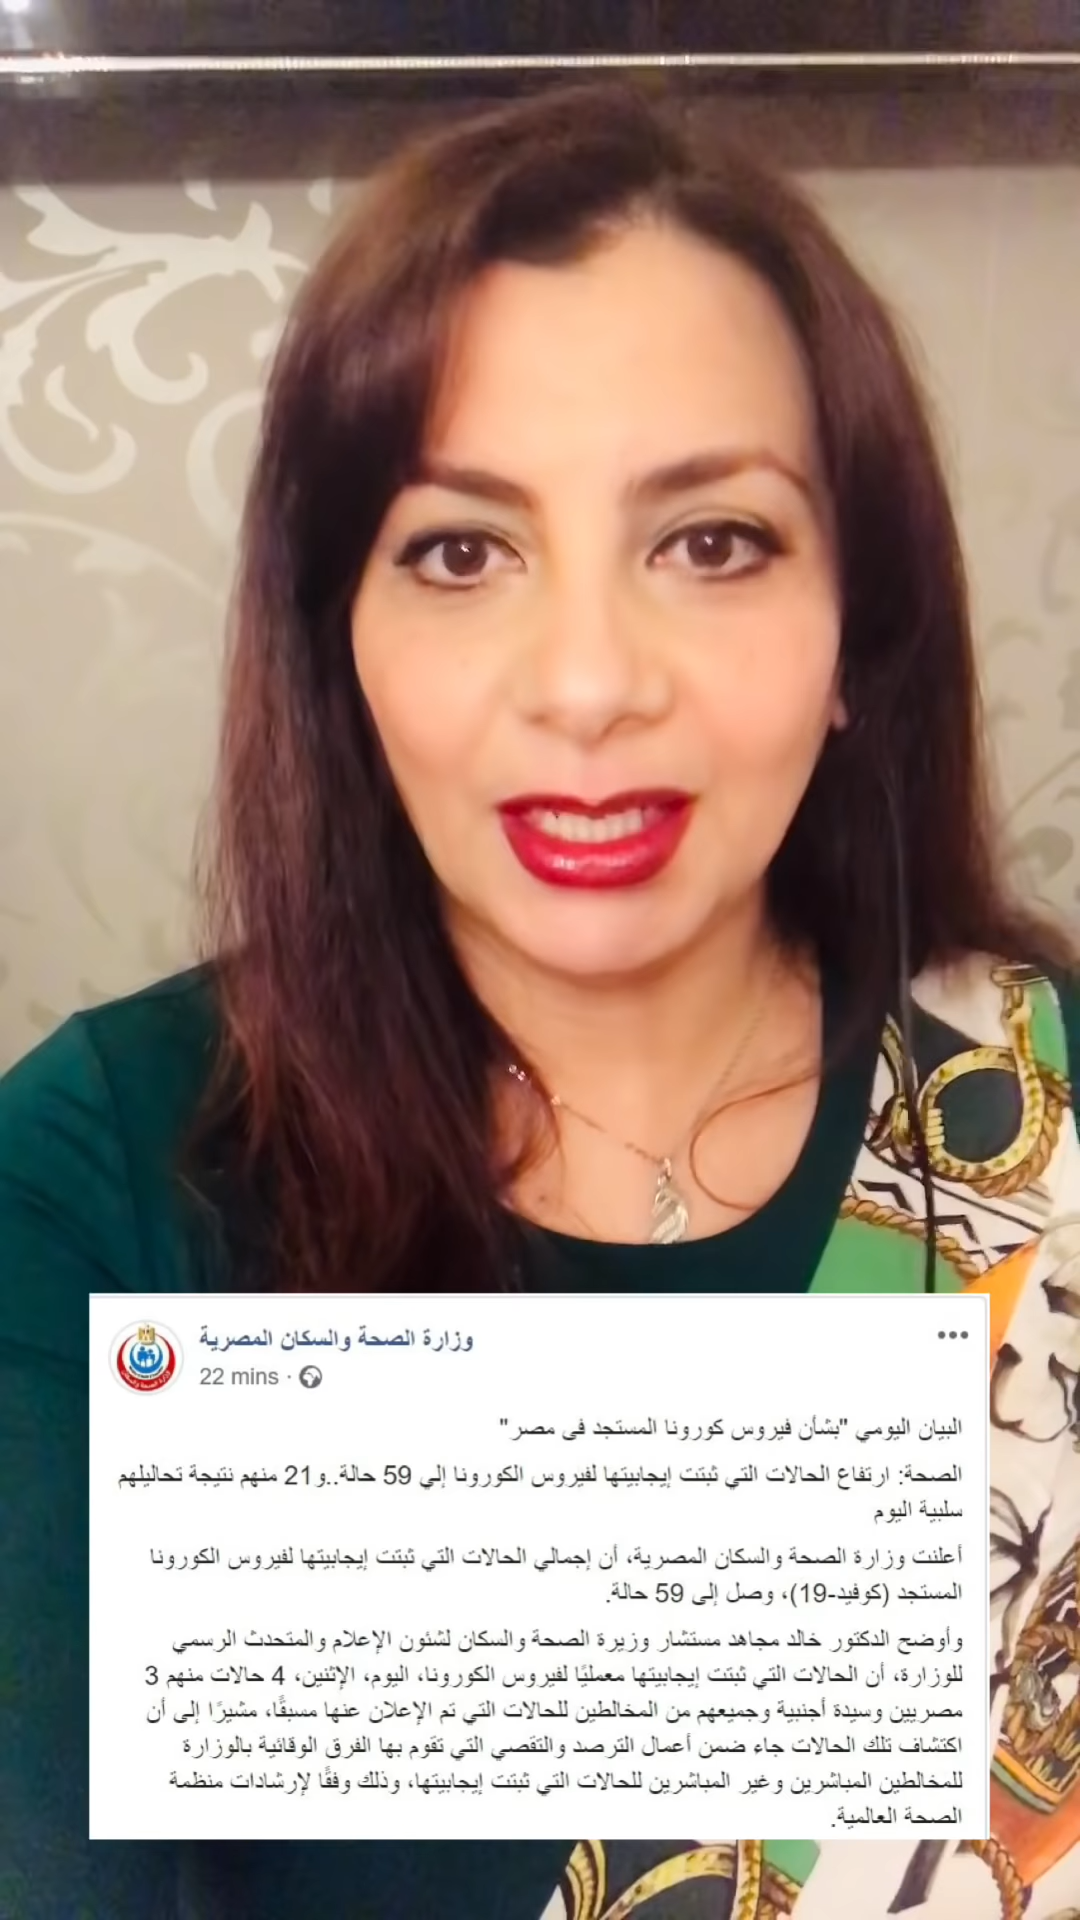 وزارة الصحة والسكان المصرية
22 mins ·
البيان اليومي "بشأن فيروس كورونا المستجد فى مصر"
الصحة: ارتفاع الحالات التي ثبتت إيجابيتها لفيروس الكورونا إلي 59 حالة..و21 منهم نتيجة تحاليلهم
سلبية اليوم
أعلنت وزارة الصحة والسكان المصرية، أن إجمالي الحالات التي ثبتت إيجابيتها لفيروس الكورونا
المستجد (كوفيد-19)، وصل إلى 59 حالة.
وأوضح الدكتور خالد مجاهد مستشار وزيرة الصحة والسكان لشئون الإعلام والمتحدث الرسمي
للوزارة، أن الحالات التي ثبتت إيجابيتها معمليًا لفيروس الكورونا، اليوم، الإثنين، 4 حالات منهم 3
مصريين وسيدة أجنبية وجميعهم من المخالطين للحالات التي تم الإعلان عنها مسبقًا، مشيرًا إلى أن
اكتشاف تلك الحالات جاء ضمن أعمال الترصد والتقصي التي تقوم بها الفرق الوقائية بالوزارة
للمخالطين المباشرين وغير المباشرين للحالات التي ثبتت إيجابيتها، وذلك وفقًا لإرشادات منظمة
الصحة العالمية.